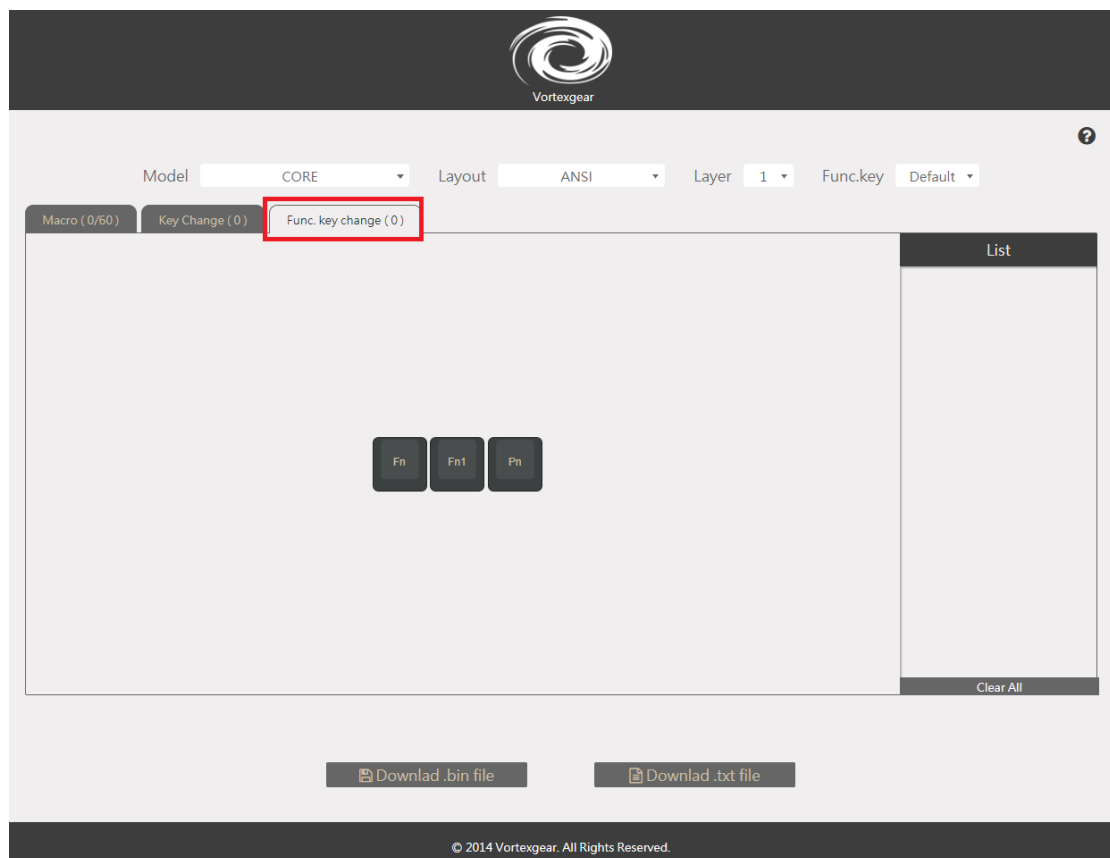 Vortexgear
Model CORE Layout ANSI Layer 1 Func.key Default
Macro ( 0/60 ) Key Change ( 0 ) Func. key change ( 0 )
List
Fn Fn1 Pn
Clear All
Downlad .bin file Downlad .txt file
© 2014 Vortexgear. All Rights Reserved.